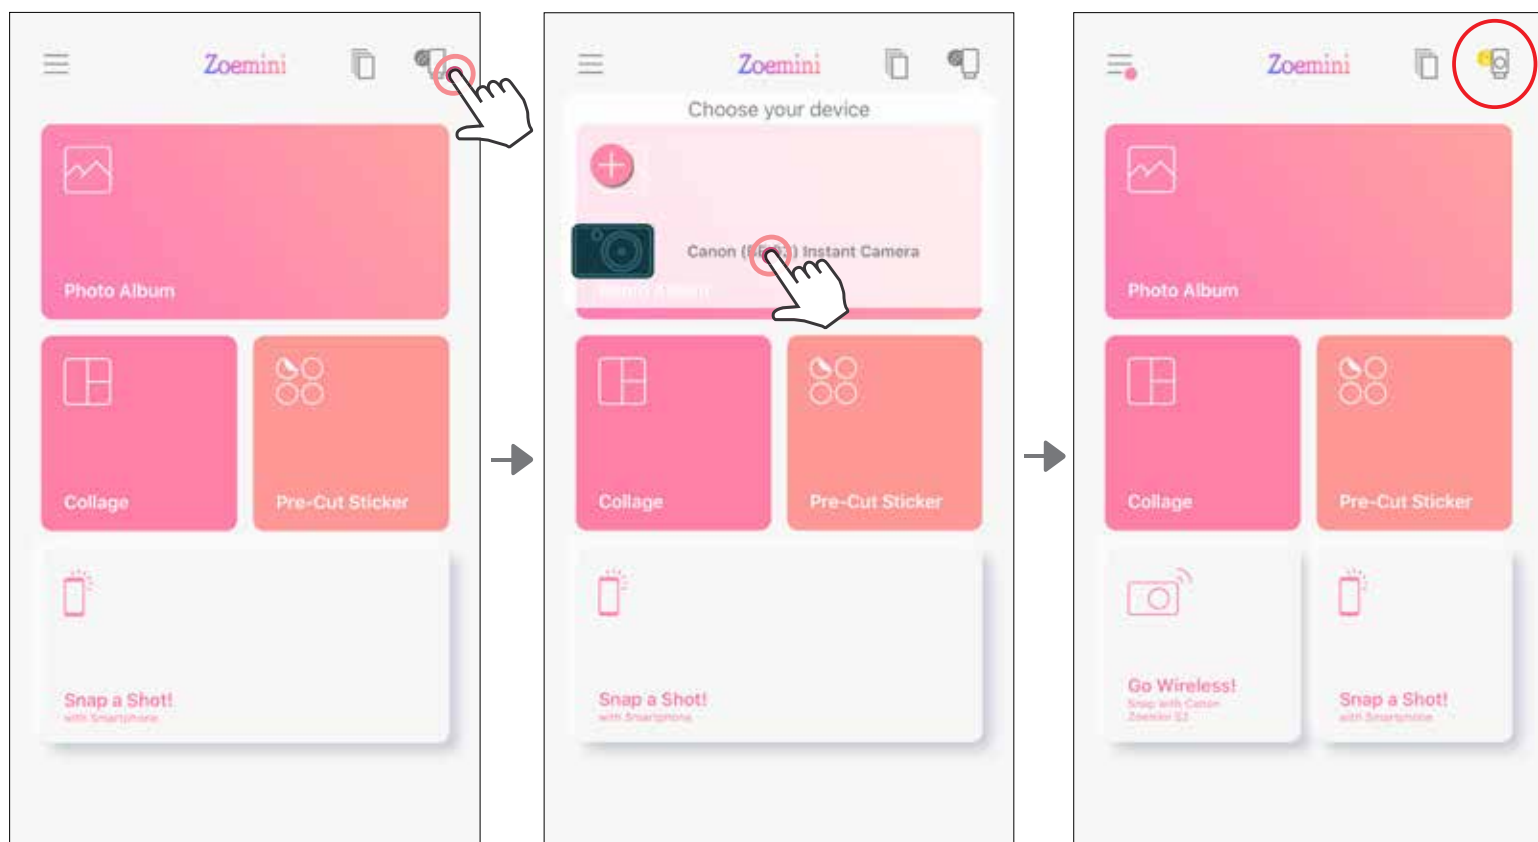 Zoemini
Photo Album
Collage
Pre-Cut Sticker
Snap a Shot!
with Smartphone
Zoemini
Choose your device
Canon ( ) Instant Camera
Collage
Pre-Cut Sticker
Snap a Shot!
with Smartphone
Zoemini
Photo Album
Collage
Pre-Cut Sticker
Go Wireless!
Snap with Canon
Zoemini S2
Snap a Shot!
with Smartphone